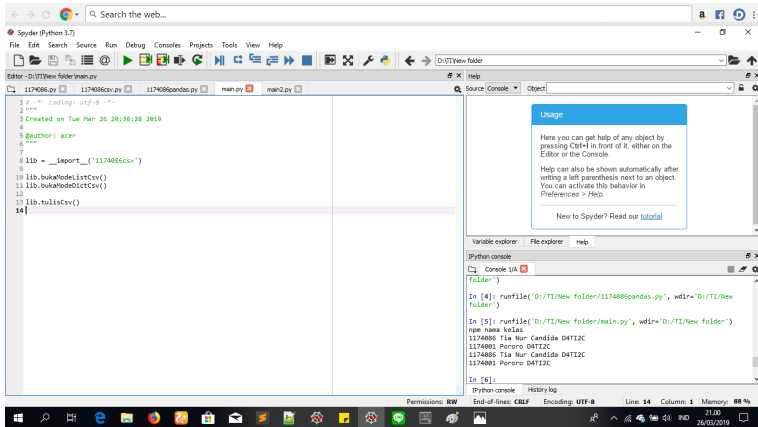 Search the web...
Spyder (Python 3.7)
File Edit Search Source Run Debug Consoles Projects Tools View Help
D:\TI\New folder
Editor - D:\TI\New folder\main.py
1174086.py 1174086csv.py 1174086pandas.py main.py main2.py
1 # -*- coding: utf-8 -*-
2 """
3 Created on Tue Mar 26 20:36:28 2019
4
5 @author: acer
6 """
7
8 lib = __import__('1174086csv')
9
10 lib.bukaModeListCsv()
11 lib.bukaModeDictCsv()
12
13 lib.tulisCsv()
14
Help
Source Console Object
Usage
Here you can get help of any object by
pressing Ctrl+I in front of it, either on the
Editor or the Console.
Help can also be shown automatically after
writing a left parenthesis next to an object.
You can activate this behavior in
Preferences > Help.
New to Spyder? Read our tutorial
Variable explorer File explorer Help
IPython console
Console 1/A
folder')
In [4]: runfile('D:/TI/New folder/1174086pandas.py', wdir='D:/TI/New
folder')
In [5]: runfile('D:/TI/New folder/main.py', wdir='D:/TI/New folder')
npm nama kelas
1174086 Tia Nur Candida D4TI2C
1174001 Pororo D4TI2C
1174086 Tia Nur Candida D4TI2C
1174001 Pororo D4TI2C
In [6]:
IPython console History log
Permissions: RW End-of-lines: CRLF Encoding: UTF-8 Line: 14 Column: 1 Memory: 88 %
IND 21.00
26/03/2019